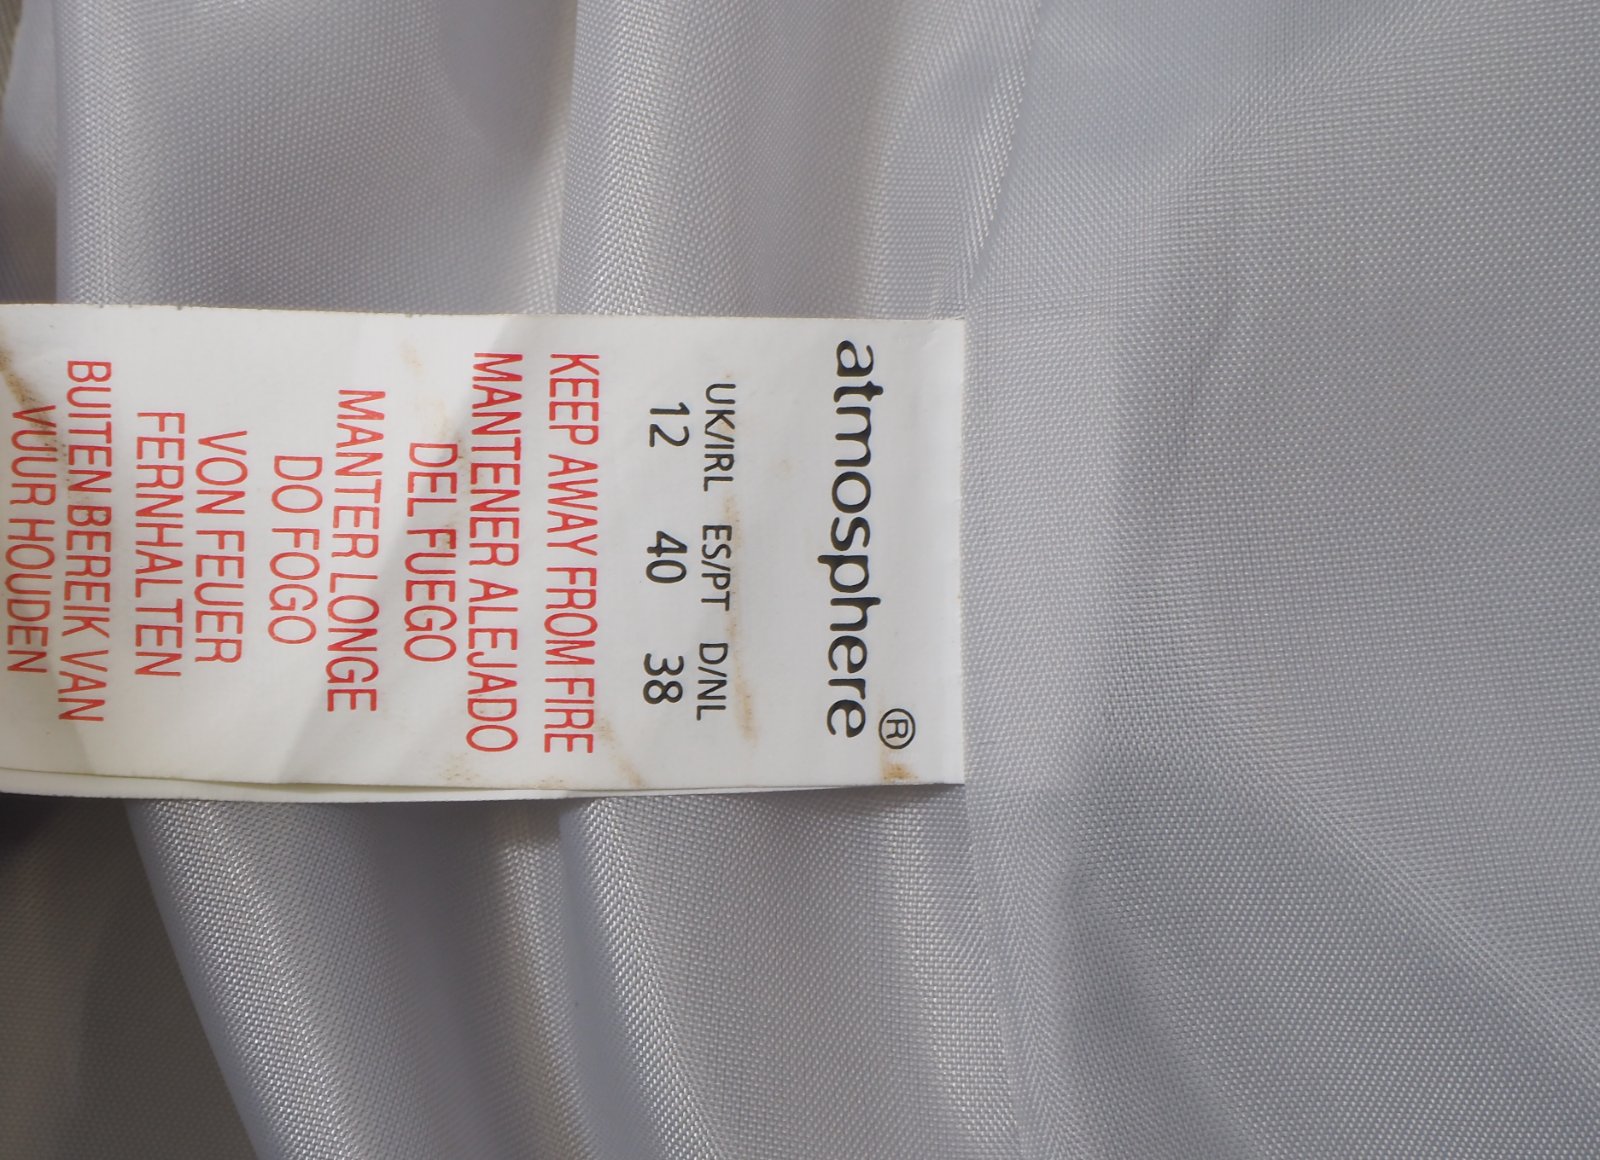 atmosphere®
UK/IRL ES/PT D/NL
12 40 38
KEEP AWAY FROM FIRE
MANTENER ALEJADO
DEL FUEGO
MANTER LONGE
DO FOGO
VON FEUER
FERNHALTEN
BUITEN BEREIK VAN
VUUR HOUDEN